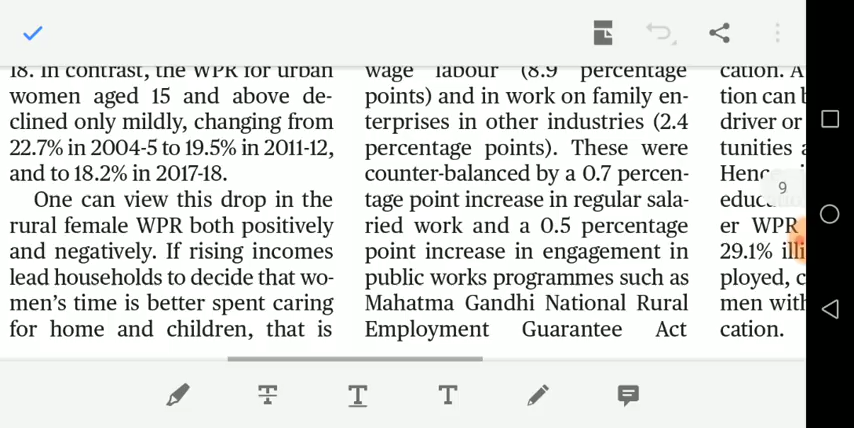 18. In contrast, the WPR for urban
women aged 15 and above de-
clined only mildly, changing from
22.7% in 2004-5 to 19.5% in 2011-12,
and to 18.2% in 2017-18.
One can view this drop in the
rural female WPR both positively
and negatively. If rising incomes
lead households to decide that wo-
men's time is better spent caring
for home and children, that is
wage labour (8.9 percentage
points) and in work on family en-
terprises in other industries (2.4
percentage points). These were
counter-balanced by a 0.7 percen-
tage point increase in regular sala-
ried work and a 0.5 percentage
point increase in engagement in
public works programmes such as
Mahatma Gandhi National Rural
Employment Guarantee Act
cation. A
tion can
driver or
tunities
er WPR
29.1%
ployed,
men with
cation.
9
T
T
T